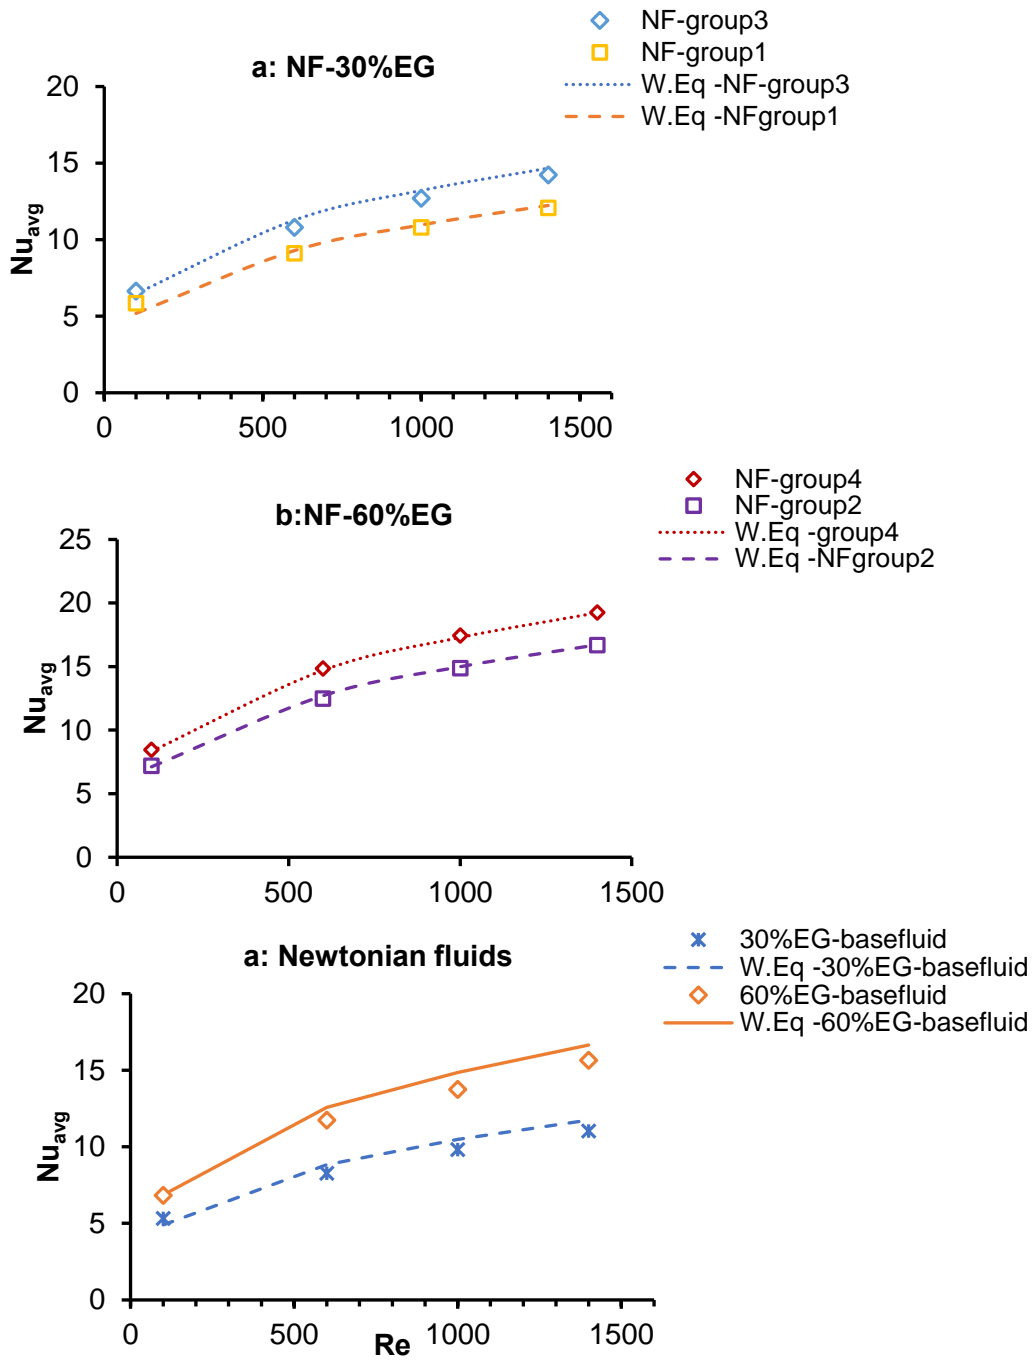 NF-group3
NF-group1
W.Eq -NF-group3
W.Eq -NFgroup1
a: NF-30%EG
Nuavg
20
15
10
5
0
0 500 1000 1500
NF-group4
NF-group2
W.Eq -group4
W.Eq -NFgroup2
b:NF-60%EG
Nuavg
25
20
15
10
5
0
0 500 1000 1500
30%EG-basefluid
W.Eq -30%EG-basefluid
60%EG-basefluid
W.Eq -60%EG-basefluid
a: Newtonian fluids
Nuavg
20
15
10
5
0
0 500 1000 1500
Re